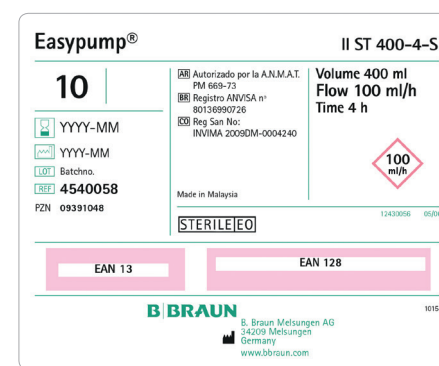 Easypump®
II ST 400-4-S
10
YYYY-MM
YYYY-MM
LOT Batchno.
REF 4540058
PZN 09391048
AR Autorizado por la A.N.M.A.T.
PM 669-73
BR Registro ANVISA nº
80136990726
CO Reg San No:
INVIMA 2009DM-0004240
Made in Malaysia
STERILE EO
Volume 400 ml
Flow 100 ml/h
Time 4 h
100
ml/h
12430056
EAN 13
EAN 128
B BRAUN
B. Braun Melsungen AG
34209 Melsungen
Germany
www.bbraun.com
1015